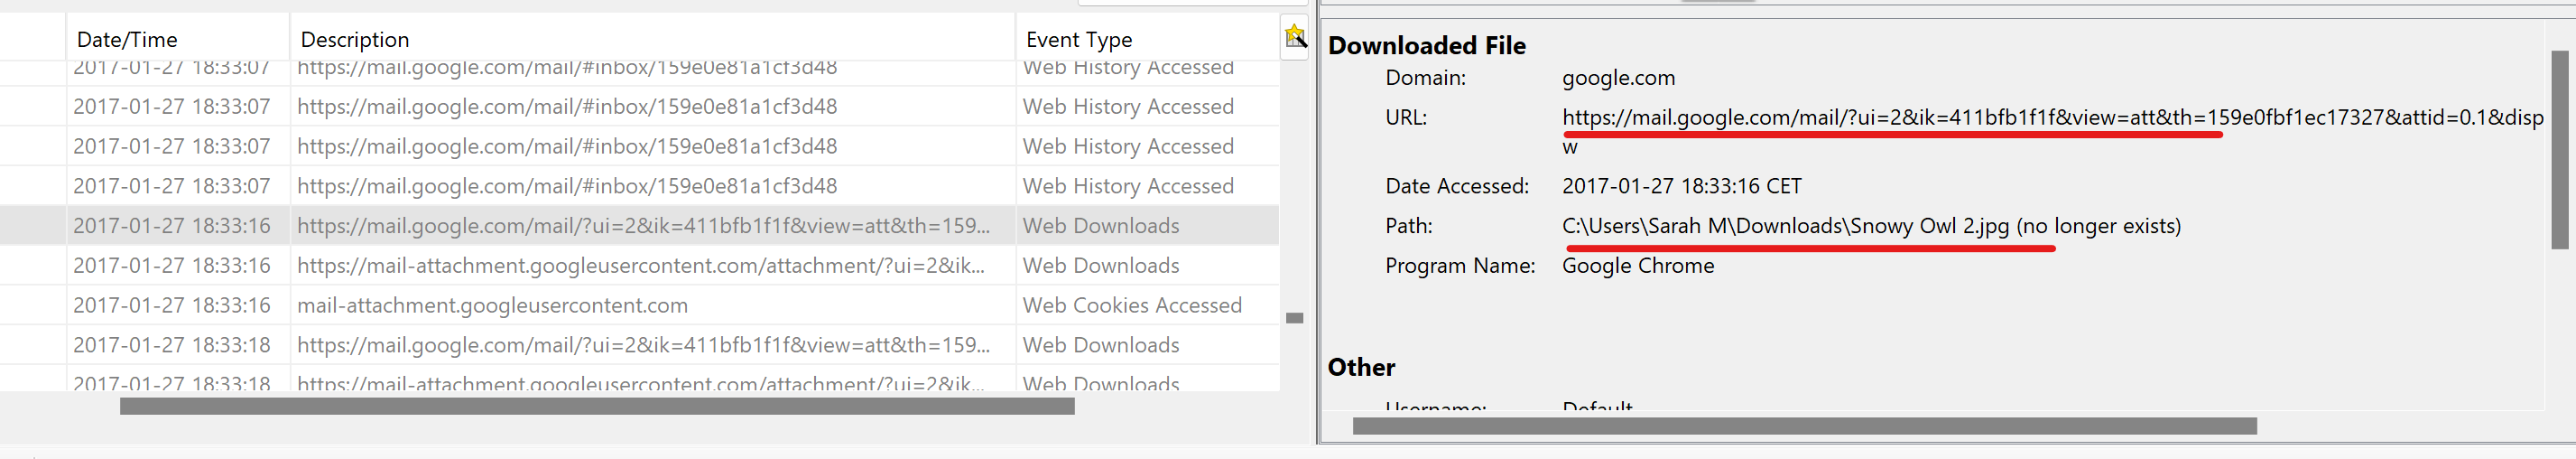 Date/Time Description Event Type
2017-01-27 18:33:07 https://mail.google.com/mail/#inbox/159e0e81a1cf3d48 Web History Accessed
2017-01-27 18:33:07 https://mail.google.com/mail/#inbox/159e0e81a1cf3d48 Web History Accessed
2017-01-27 18:33:07 https://mail.google.com/mail/#inbox/159e0e81a1cf3d48 Web History Accessed
2017-01-27 18:33:07 https://mail.google.com/mail/#inbox/159e0e81a1cf3d48 Web History Accessed
2017-01-27 18:33:16 https://mail.google.com/mail/?ui=2&ik=411bfb1f1f&view=att&th=159... Web Downloads
2017-01-27 18:33:16 https://mail-attachment.googleusercontent.com/attachment/?ui=2&ik... Web Downloads
2017-01-27 18:33:16 mail-attachment.googleusercontent.com Web Cookies Accessed
2017-01-27 18:33:18 https://mail.google.com/mail/?ui=2&ik=411bfb1f1f&view=att&th=159... Web Downloads
2017-01-27 18:33:18 https://mail-attachment.googleusercontent.com/attachment/?ui=2&ik... Web Downloads
Downloaded File
Domain: google.com
URL: https://mail.google.com/mail/?ui=2&ik=411bfb1f1f&view=att&th=159e0fbf1ec17327&attid=0.1&disp
w
Date Accessed: 2017-01-27 18:33:16 CET
Path: C:\Users\Sarah M\Downloads\Snowy Owl 2.jpg (no longer exists)
Program Name: Google Chrome
Other
Username: Default